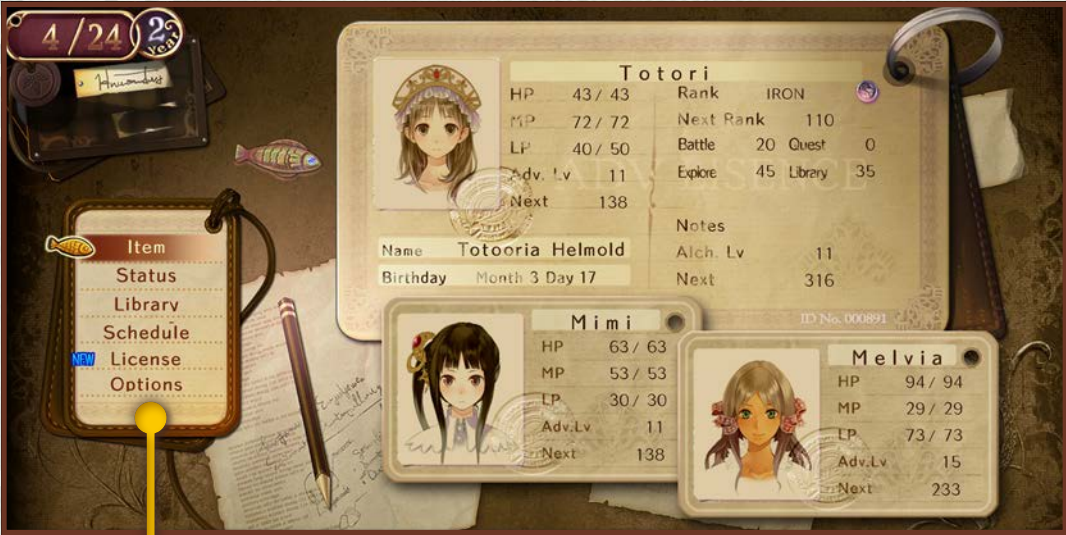 4/24 2 year
Item
Status
Library
Schedule
NEW License
Options
Totori
HP 43/ 43 Rank IRON
MP 72/ 72 Next Rank 110
LP 40/ 50 Battle 20 Quest 0
Adv. Lv 11 Explore 45 Library 35
Next 138
Notes
Name Totooria Helmold Alch. Lv 11
Birthday Month 3 Day 17 Next 316
ID No. 000891
Mimi
HP 63/ 63
MP 53/ 53
LP 30/ 30
Adv.Lv 11
Next 138
Melvia
HP 94/ 94
MP 29/ 29
LP 73/ 73
Adv.Lv 15
Next 233